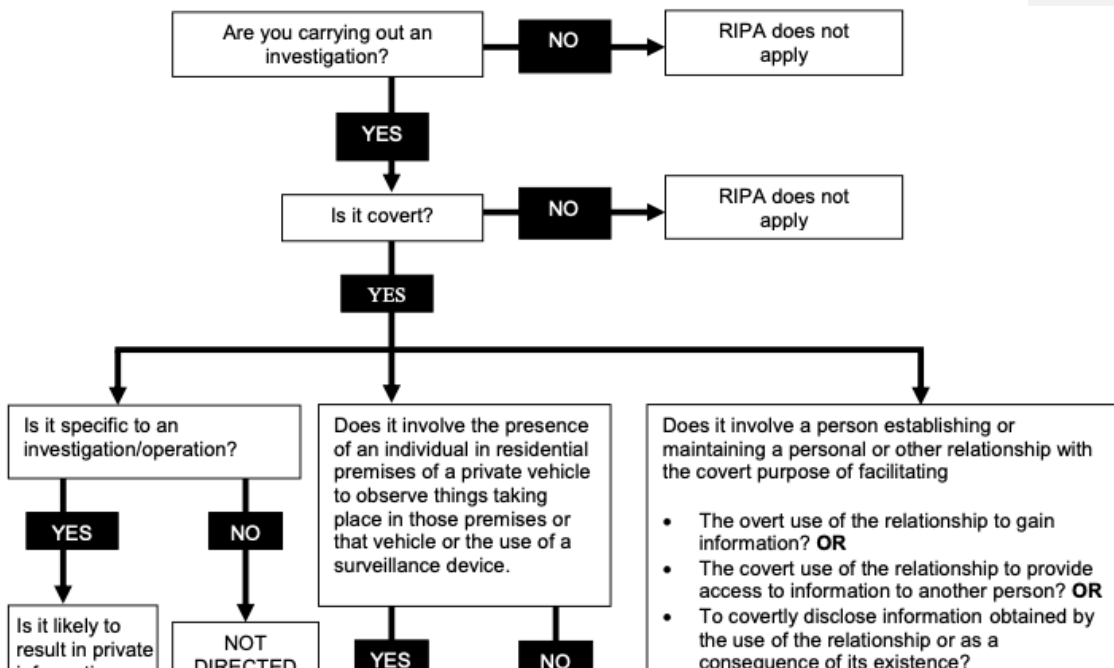 Are you carrying out an
investigation?
NO
RIPA does not
apply
YES
Is it covert?
NO
RIPA does not
apply
YES
Is it specific to an
investigation/operation?
YES
NO
Is it likely to
result in private
NOT
DIRECTED
Does it involve the presence
of an individual in residential
premises of a private vehicle
to observe things taking
place in those premises or
that vehicle or the use of a
surveillance device.
YES
NO
Does it involve a person establishing or
maintaining a personal or other relationship with
the covert purpose of facilitating
• The overt use of the relationship to gain
information? OR
• The covert use of the relationship to provide
access to information to another person? OR
• To covertly disclose information obtained by
the use of the relationship or as a
consequence of its existence?